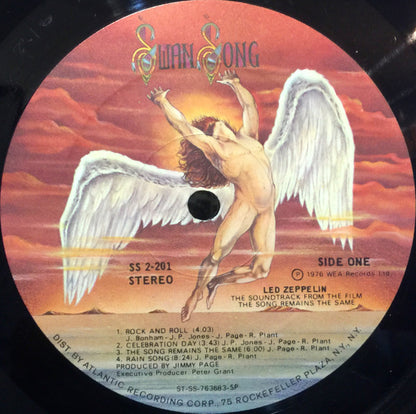 SWAN SONG
SS 2-201
STEREO
SIDE ONE
Ⓟ 1976 WEA Records Ltd.
LED ZEPPELIN
THE SOUNDTRACK FROM THE FILM
THE SONG REMAINS THE SAME
1. ROCK AND ROLL (4.03)
J. Bonham-J. P. Jones-J. Page-R. Plant
2. CELEBRATION DAY (3:43) J. P. Jones-J. Page-R. Plant
3. THE SONG REMAINS THE SAME (6:00) J. Page-R. Plant
4. RAIN SONG (8:24) J. Page-R. Plant
PRODUCED BY JIMMY PAGE
Executive Producer: Peter Grant
ST-SS-763663-SP
DIST. BY ATLANTIC RECORDING CORP., 75 ROCKEFELLER PLAZA, N.Y., N.Y.